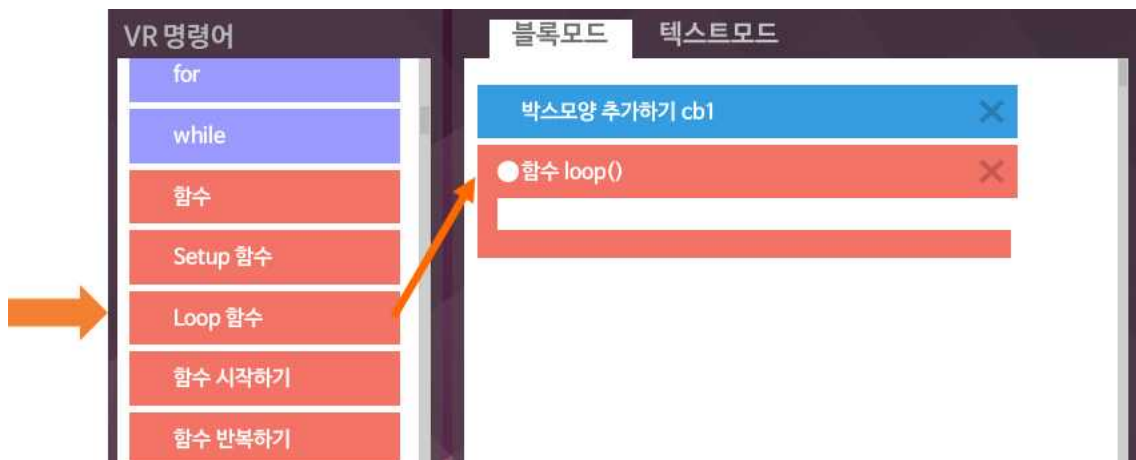 VR 명령어
for
while
함수
Setup 함수
Loop 함수
함수 시작하기
함수 반복하기
블록모드 텍스트모드
박스모양 추가하기 cb1
함수 loop()